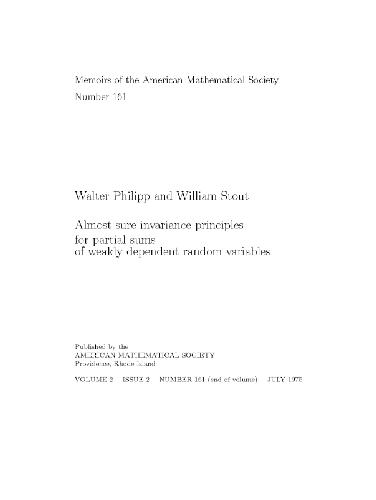 Memoirs of the American Mathematical Society
Number 161
Walter Philipp and William Stout
Almost sure invariance principles
for partial sums
of weakly dependent random variables
Published by the
AMERICAN MATHEMATICAL SOCIETY
Providence, Rhode Island
VOLUME 2 ISSUE 2 NUMBER 161 (end of volume) JULY 1975